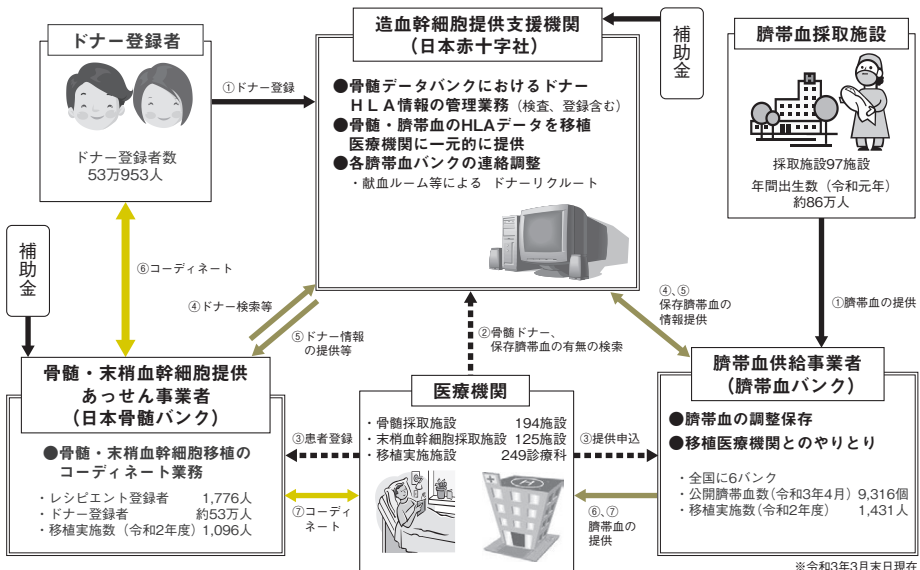 ドナー登録者
ドナー登録者数
53万953人
①ドナー登録
造血幹細胞提供支援機関
（日本赤十字社）
●骨髄データバンクにおけるドナー
ＨＬＡ情報の管理業務（検査、登録含む）
●骨髄・臍帯血のHLAデータを移植
医療機関に一元的に提供
●各臍帯血バンクの連絡調整
・献血ルーム等による ドナーリクルート
補助金
臍帯血採取施設
採取施設97施設
年間出生数（令和元年）
約86万人
補助金
⑥コーディネート
④ドナー検索等
⑤ドナー情報
の提供等
②骨髄ドナー、
保存臍帯血の有無の検索
④、⑤
保存臍帯血の
情報提供
①臍帯血の提供
骨髄・末梢血幹細胞提供
あっせん事業者
（日本骨髄バンク）
●骨髄・末梢血幹細胞移植の
コーディネート業務
・レシピエント登録者 1,776人
・ドナー登録者 約53万人
・移植実施数（令和2年度）1,096人
③患者登録
⑦コーディ
ネート
医療機関
・骨髄採取施設 194施設
・末梢血幹細胞採取施設 125施設
・移植実施施設 249診療科
H
③提供申込
⑥、⑦
臍帯血の
提供
臍帯血供給事業者
（臍帯血バンク）
●臍帯血の調整保存
●移植医療機関とのやりとり
・全国に6バンク
・公開臍帯血数（令和3年4月）9,316個
・移植実施数（令和2年度） 1,431人
※令和3年3月末日現在